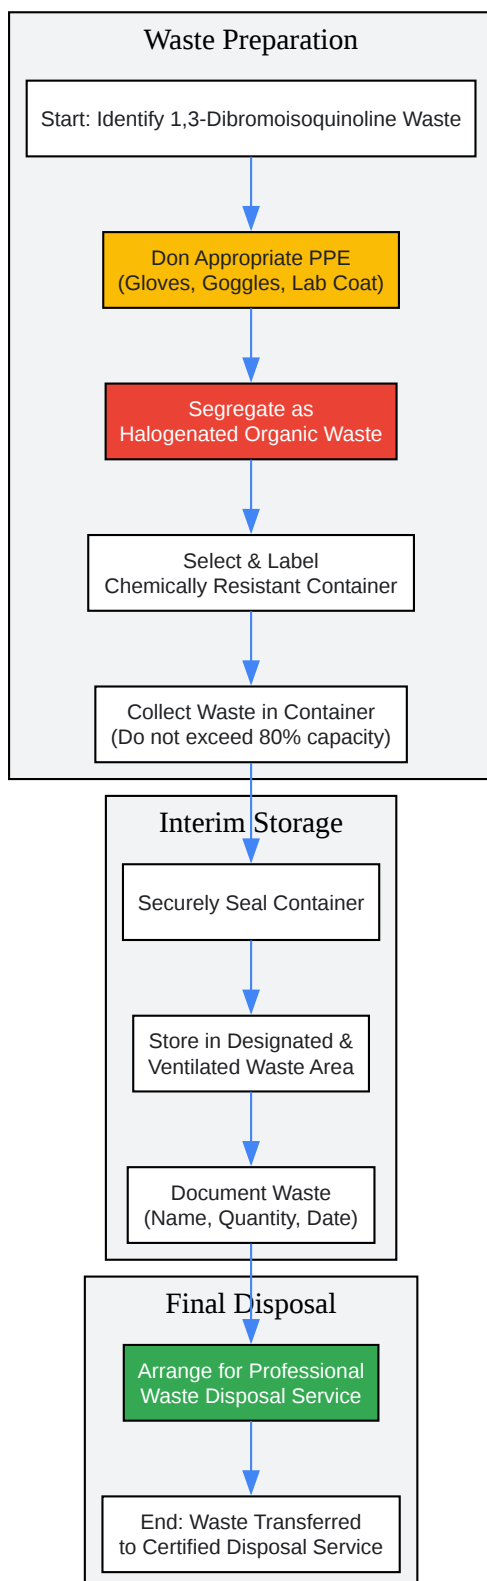 Waste Preparation
Start: Identify 1,3-Dibromoisoquinoline Waste
Don Appropriate PPE
(Gloves, Goggles, Lab Coat)
Segregate as
Halogenated Organic Waste
Select & Label
Chemically Resistant Container
Collect Waste in Container
(Do not exceed 80% capacity)
Interim Storage
Securely Seal Container
Store in Designated &
Ventilated Waste Area
Document Waste
(Name, Quantity, Date)
Final Disposal
Arrange for Professional
Waste Disposal Service
End: Waste Transferred
to Certified Disposal Service